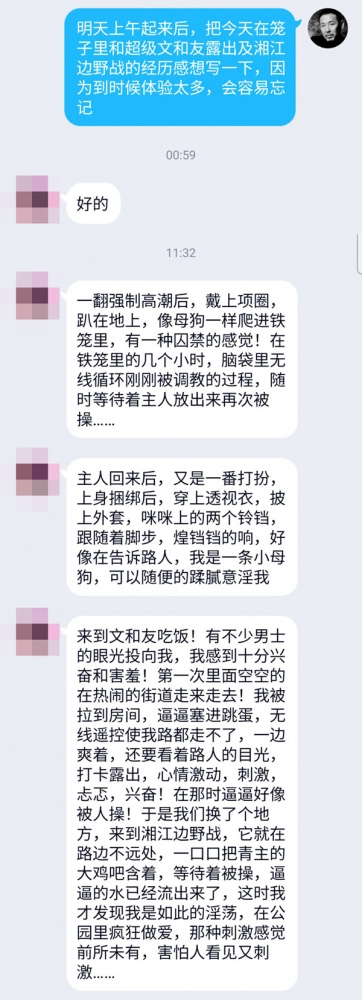 明天上午起来后，把今天在笼
子里和超级文和友露出及湘江
边野战的经历感想写一下，因
为到时候体验太多，会容易忘
记
00:59
好的
11:32
一翻强制高潮后，戴上项圈，
趴在地上，像母狗一样爬进铁
笼里，有一种囚禁的感觉！在
铁笼里的几个小时，脑袋里无
线循环刚刚被调教的过程，随
时等待着主人放出来再次被
操……
主人回来后，又是一番打扮，
上身捆绑后，穿上透视衣，披
上外套，咪咪上的两个铃铛，
跟随着脚步，煌铛铛的响，好
像在告诉路人，我是一条小母
狗，可以随便的蹂腻意淫我
来到文和友吃饭！有不少男士
的眼光投向我，我感到十分兴
奋和害羞！第一次里面空空的
在热闹的街道走来走去！我被
拉到房间，逼逼塞进跳蛋，无
线遥控使我路都走不了，一边
爽着，还要看着路人的目光，
打卡露出，心情激动，刺激，
忐忑，兴奋！在那时逼逼好像
被人操！于是我们换了个地
方，来到湘江边野战，它就在
路边不远处，一口口把青主的
大鸡吧含着，等待着被操，逼
逼的水已经流出来了，这时我
才发现我是如此的淫荡，在公
园里疯狂做爱，那种刺激感觉
前所未有，害怕人看见又刺
激……